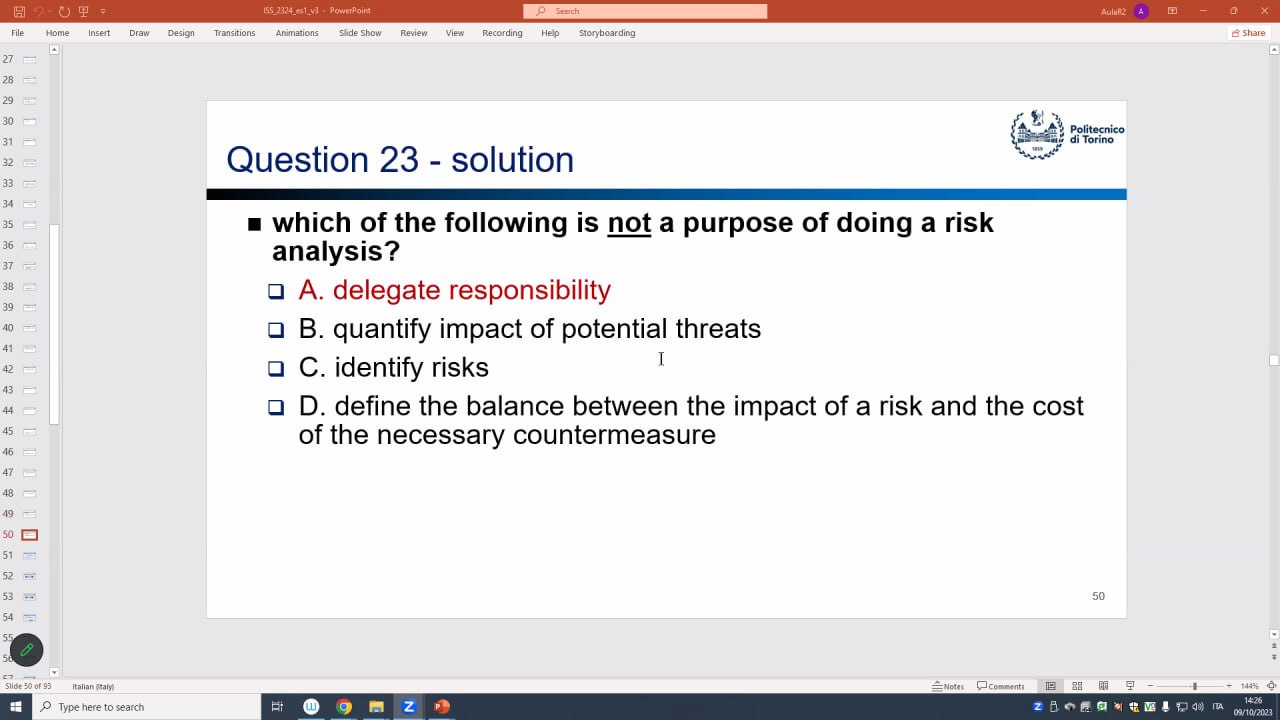 ISS_2324_es1_v3 - PowerPoint
Search
AulaR2
A
File Home Insert Draw Design Transitions Animations Slide Show Review View Recording Help Storyboarding
Share
27
28
29
30
31
32
33
34
35
36
37
38
39
40
41
42
43
44
45
46
47
48
49
50
51
52
53
54
55
Politecnico
di Torino
1859
Question 23 - solution
■ which of the following is not a purpose of doing a risk
analysis?
❑ A. delegate responsibility
❑ B. quantify impact of potential threats
❑ C. identify risks
❑ D. define the balance between the impact of a risk and the cost
of the necessary countermeasure
50
Slide 50 of 93 Italian (Italy)
Notes Comments 144%
Type here to search
ITA
14:26
09/10/2023